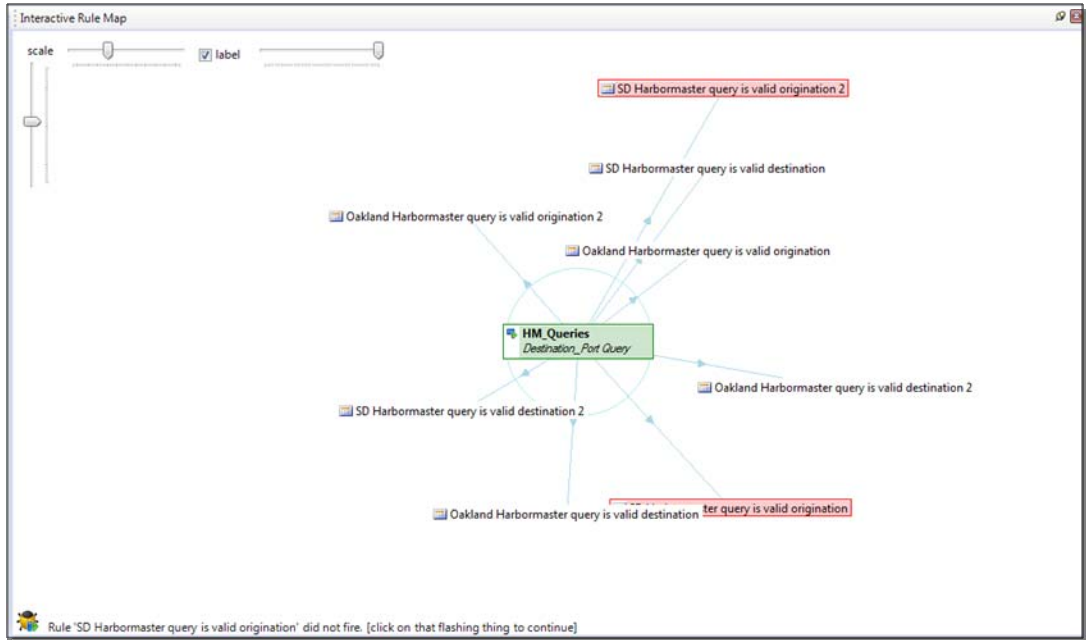 Interactive Rule Map
scale
label
SD Harbormaster query is valid origination 2
SD Harbormaster query is valid destination
Oakland Harbormaster query is valid origination 2
Oakland Harbormaster query is valid origination
HM_Queries
Destination_Port Query
Oakland Harbormaster query is valid destination 2
SD Harbormaster query is valid destination 2
Oakland Harbormaster query is valid destination
ter query is valid origination
Rule 'SD Harbormaster query is valid origination' did not fire. [click on that flashing thing to continue]